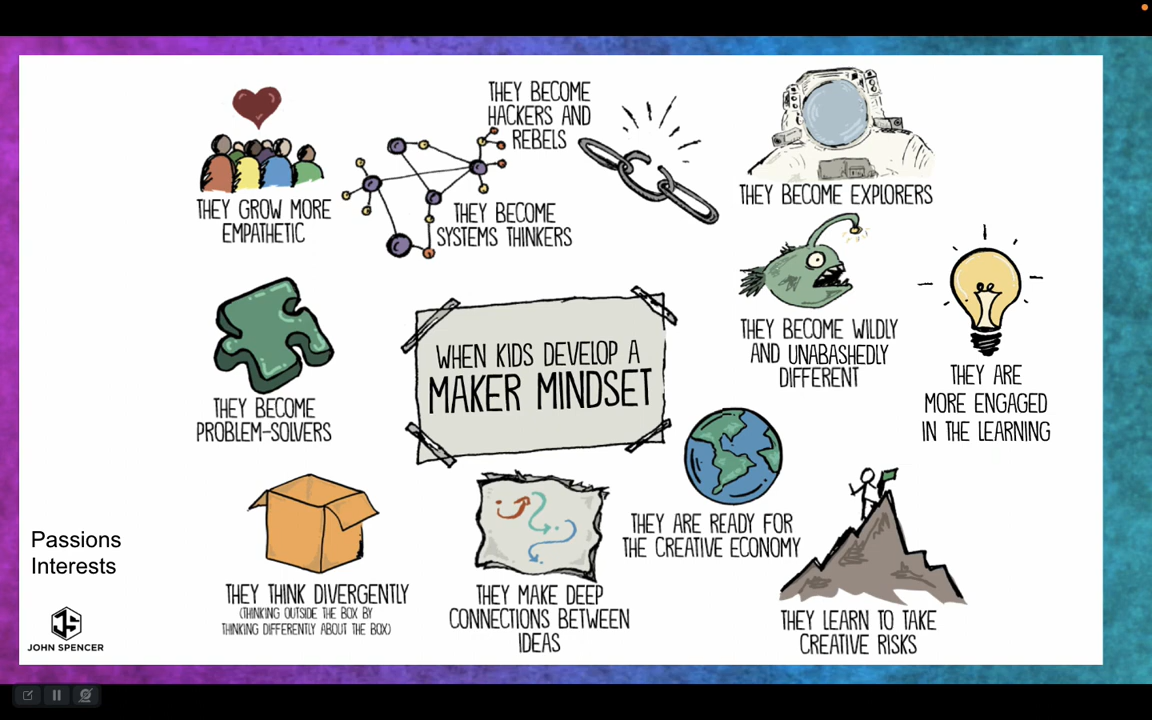 THEY GROW MORE
EMPATHETIC
THEY BECOME
SYSTEMS THINKERS
THEY BECOME
HACKERS AND
REBELS
THEY BECOME EXPLORERS
THEY BECOME
PROBLEM-SOLVERS
WHEN KIDS DEVELOP A
MAKER MINDSET
THEY BECOME WILDLY
AND UNABASHEDLY
DIFFERENT
THEY ARE
MORE ENGAGED
IN THE LEARNING
Passions
Interests
JS
JOHN SPENCER
THEY THINK DIVERGENTLY
(THINKING OUTSIDE THE BOX BY
THINKING DIFFERENTLY ABOUT THE BOX)
THEY MAKE DEEP
CONNECTIONS BETWEEN
IDEAS
THEY ARE READY FOR
THE CREATIVE ECONOMY
THEY LEARN TO TAKE
CREATIVE RISKS